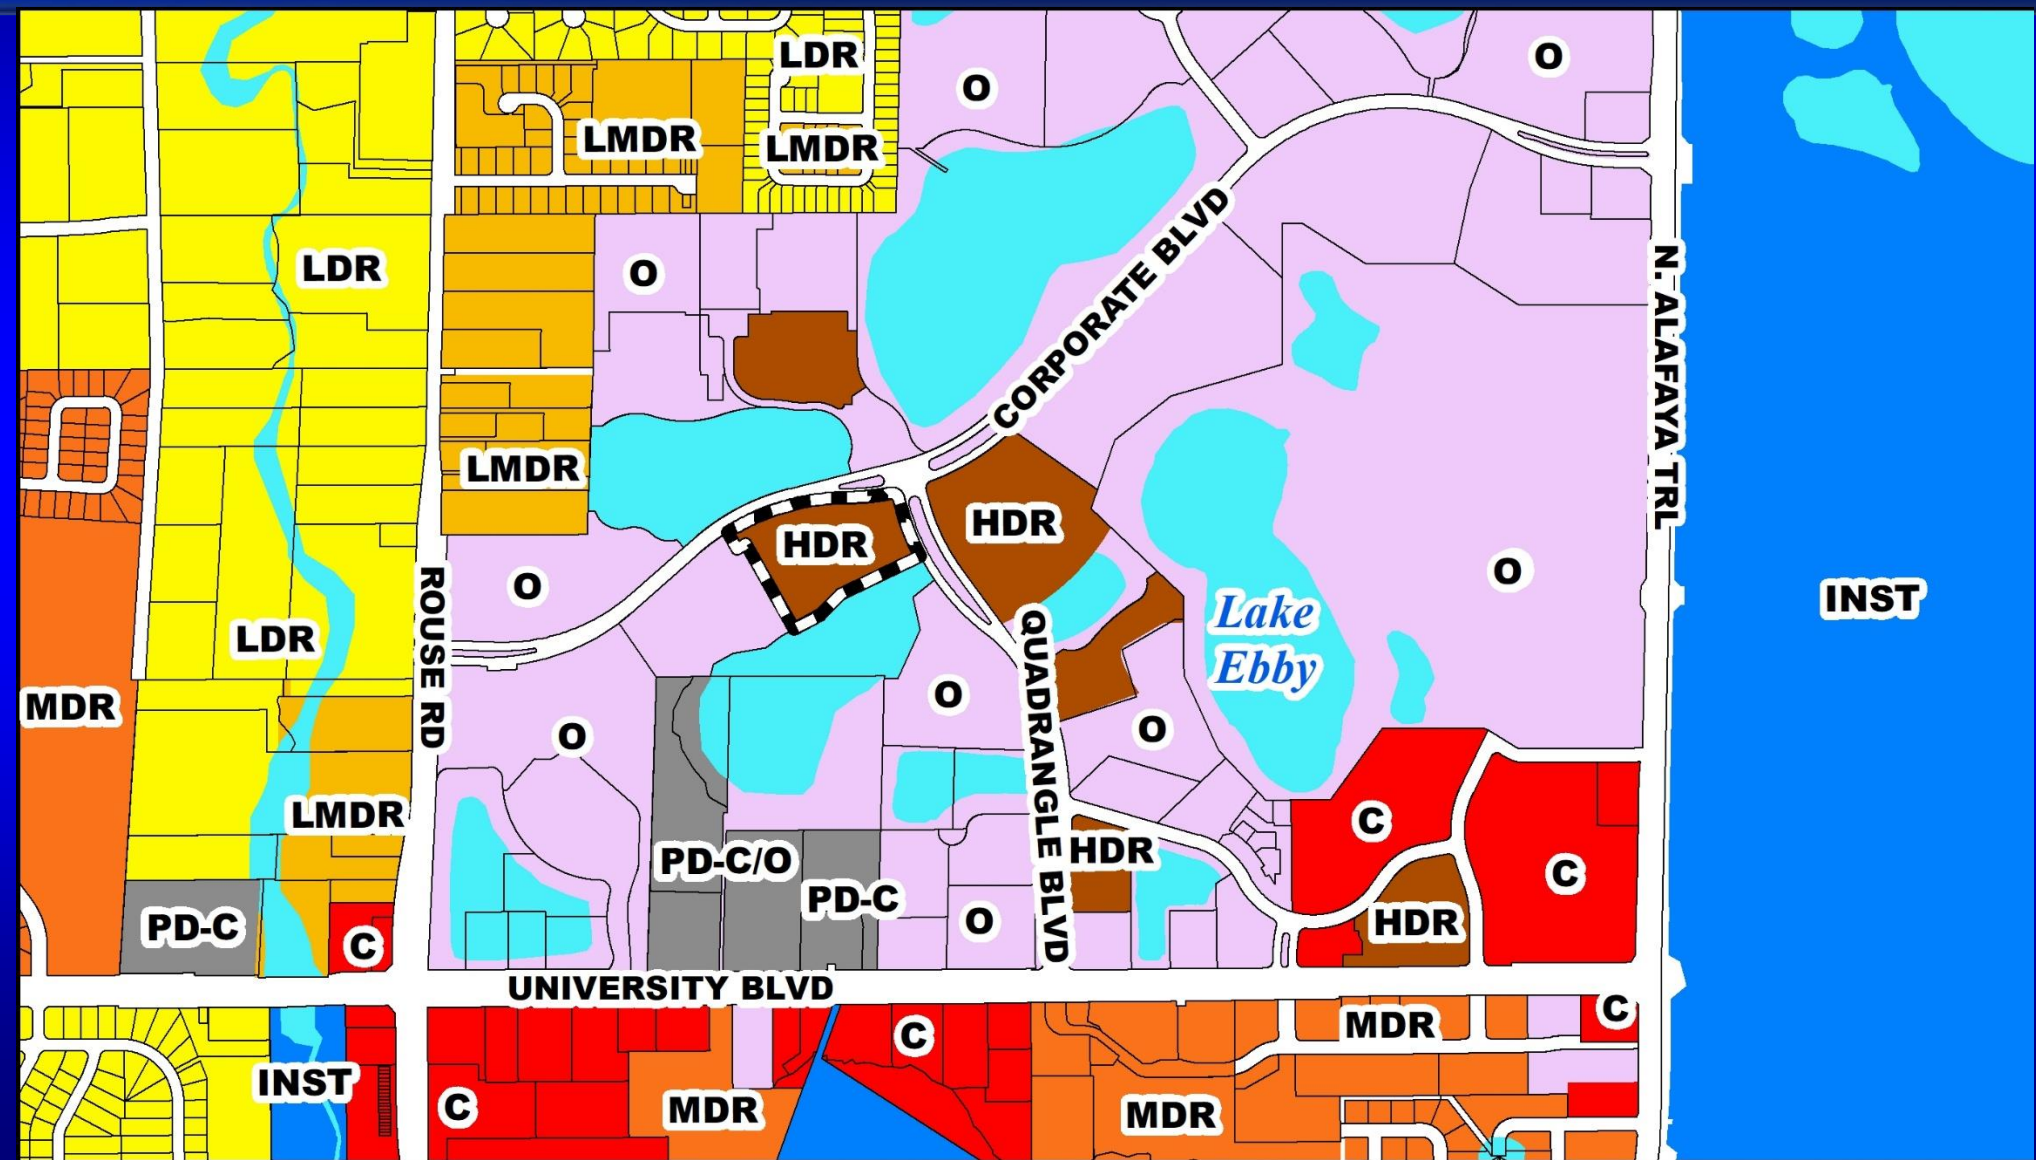 LDR
O
O
LMDR
LMDR
CORPORATE BLVD
LDR
O
N. ALAFAYA TRL
LMDR
HDR
HDR
O
O
INST
ROUSE RD
LDR
Lake
Ebby
QUADRANGLE BLVD
MDR
O
O
O
LMDR
PD-C/O
HDR
C
C
PD-C
PD-C
C
O
HDR
UNIVERSITY BLVD
C
MDR
C
INST
C
MDR
MDR